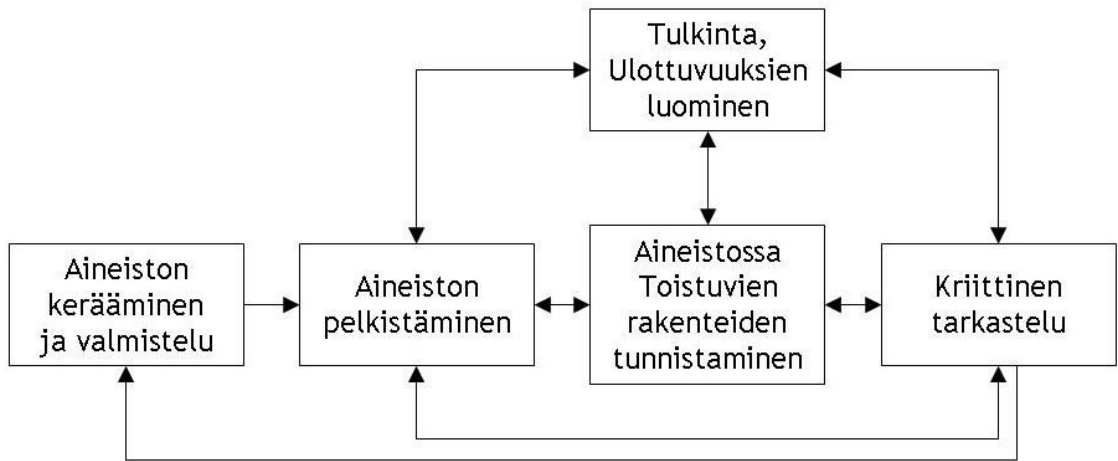 Tulkinta,
Ulottuvuuksien
luominen
Aineiston
kerääminen
ja valmistelu
Aineiston
pelkistäminen
Aineistossa
Toistuvien
rakenteiden
tunnistaminen
Kriittinen
tarkastelu